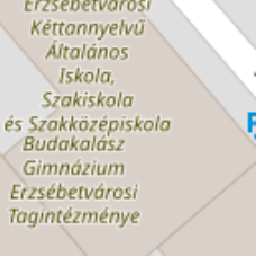 Erzsébetvárosi
Kéttannyelvű
Általános
Iskola,
Szakiskola
és Szakközépiskola
Budakalász
Gimnázium
Erzsébetvárosi
Tagintézménye